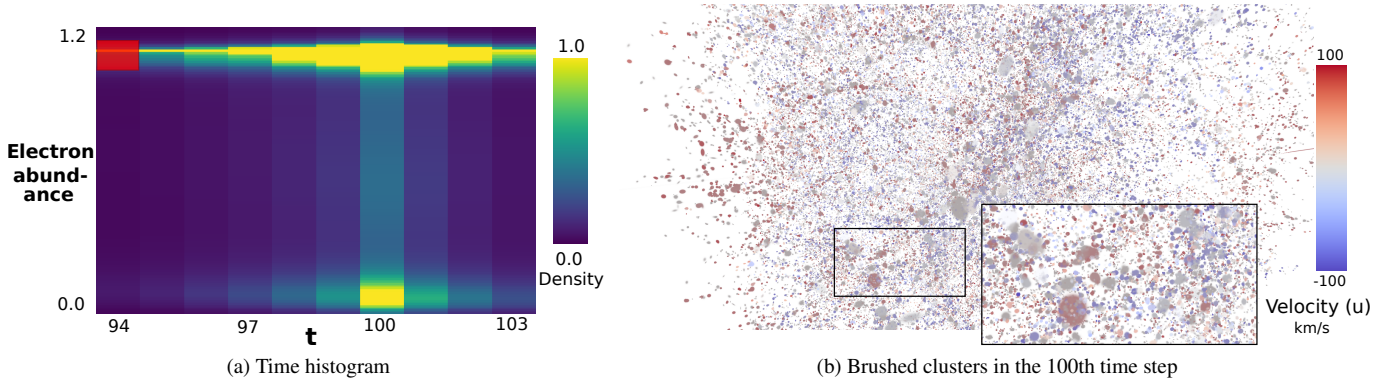 1.2
Electron
abund-
ance
0.0
94
97
100
103
t
1.0
0.0
Density
(a) Time histogram
100
-100
Velocity (u)
km/s
(b) Brushed clusters in the 100th time step